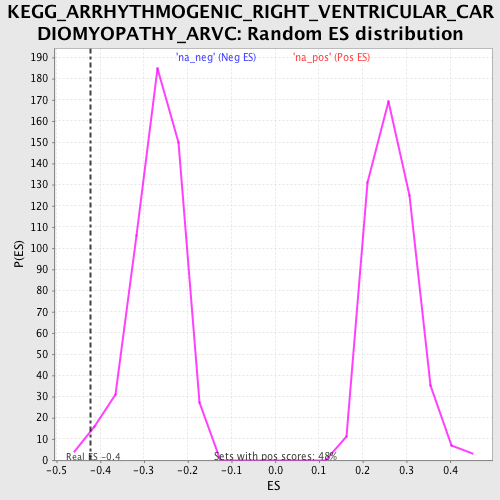 KEGG_ARRHYTHMOGENIC_RIGHT_VENTRICULAR_CAR
DIOMYOPATHY_ARVC: Random ES distribution
'na_neg' (Neg ES) 'na_pos' (Pos ES)
190
180
170
160
150
140
130
120
110
100
90
80
70
60
50
40
30
20
10
0
P(ES)
Real ES -0.4 Sets with pos scores: 48%
-0.5 -0.4 -0.3 -0.2 -0.1 0.0 0.1 0.2 0.3 0.4
ES